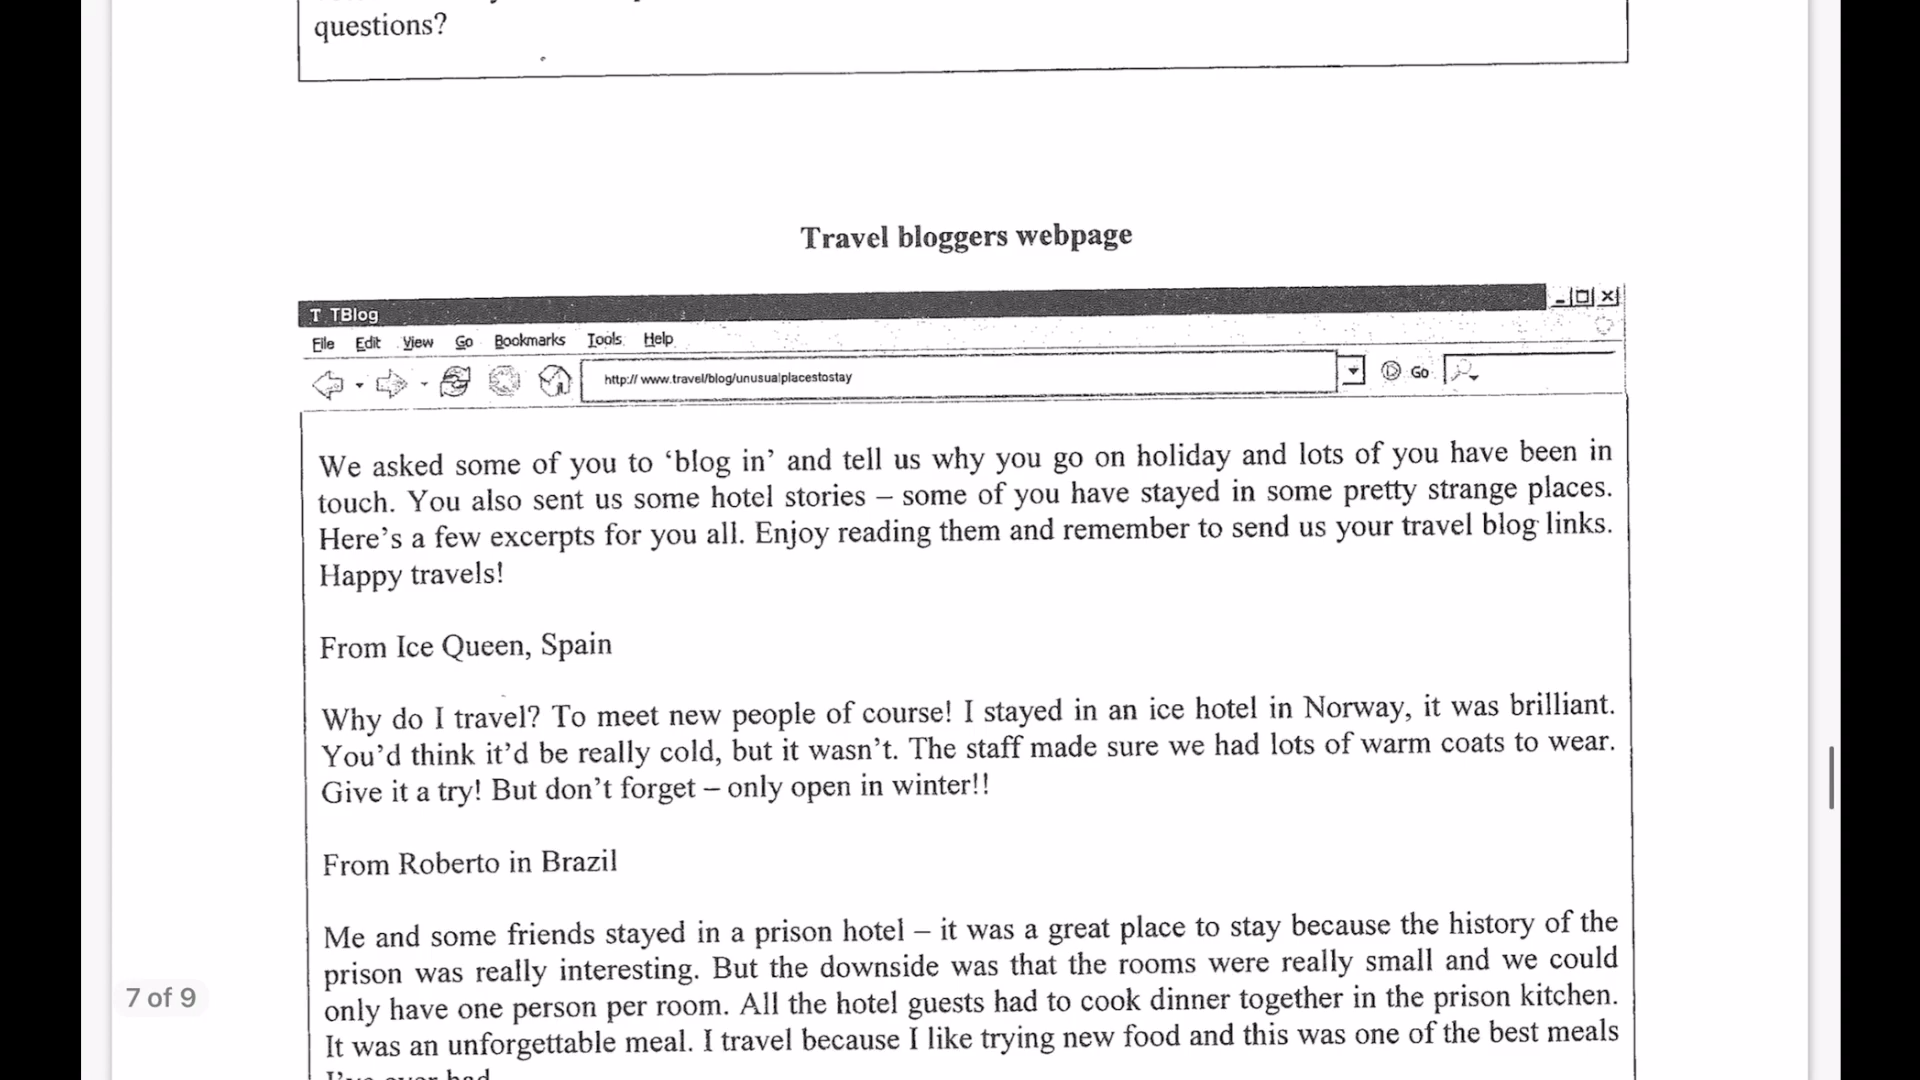 questions?
Travel bloggers webpage
T TBlog
File Edit View Go Bookmarks Tools Help
http:// www.travel/blog/unusualplacestostay
Go
We asked some of you to ‘blog in’ and tell us why you go on holiday and lots of you have been in
touch. You also sent us some hotel stories – some of you have stayed in some pretty strange places.
Here’s a few excerpts for you all. Enjoy reading them and remember to send us your travel blog links.
Happy travels!
From Ice Queen, Spain
Why do I travel? To meet new people of course! I stayed in an ice hotel in Norway, it was brilliant.
You’d think it’d be really cold, but it wasn’t. The staff made sure we had lots of warm coats to wear.
Give it a try! But don’t forget – only open in winter!!
From Roberto in Brazil
Me and some friends stayed in a prison hotel – it was a great place to stay because the history of the
prison was really interesting. But the downside was that the rooms were really small and we could
only have one person per room. All the hotel guests had to cook dinner together in the prison kitchen.
7 of 9
It was an unforgettable meal. I travel because I like trying new food and this was one of the best meals
I’ve ever had